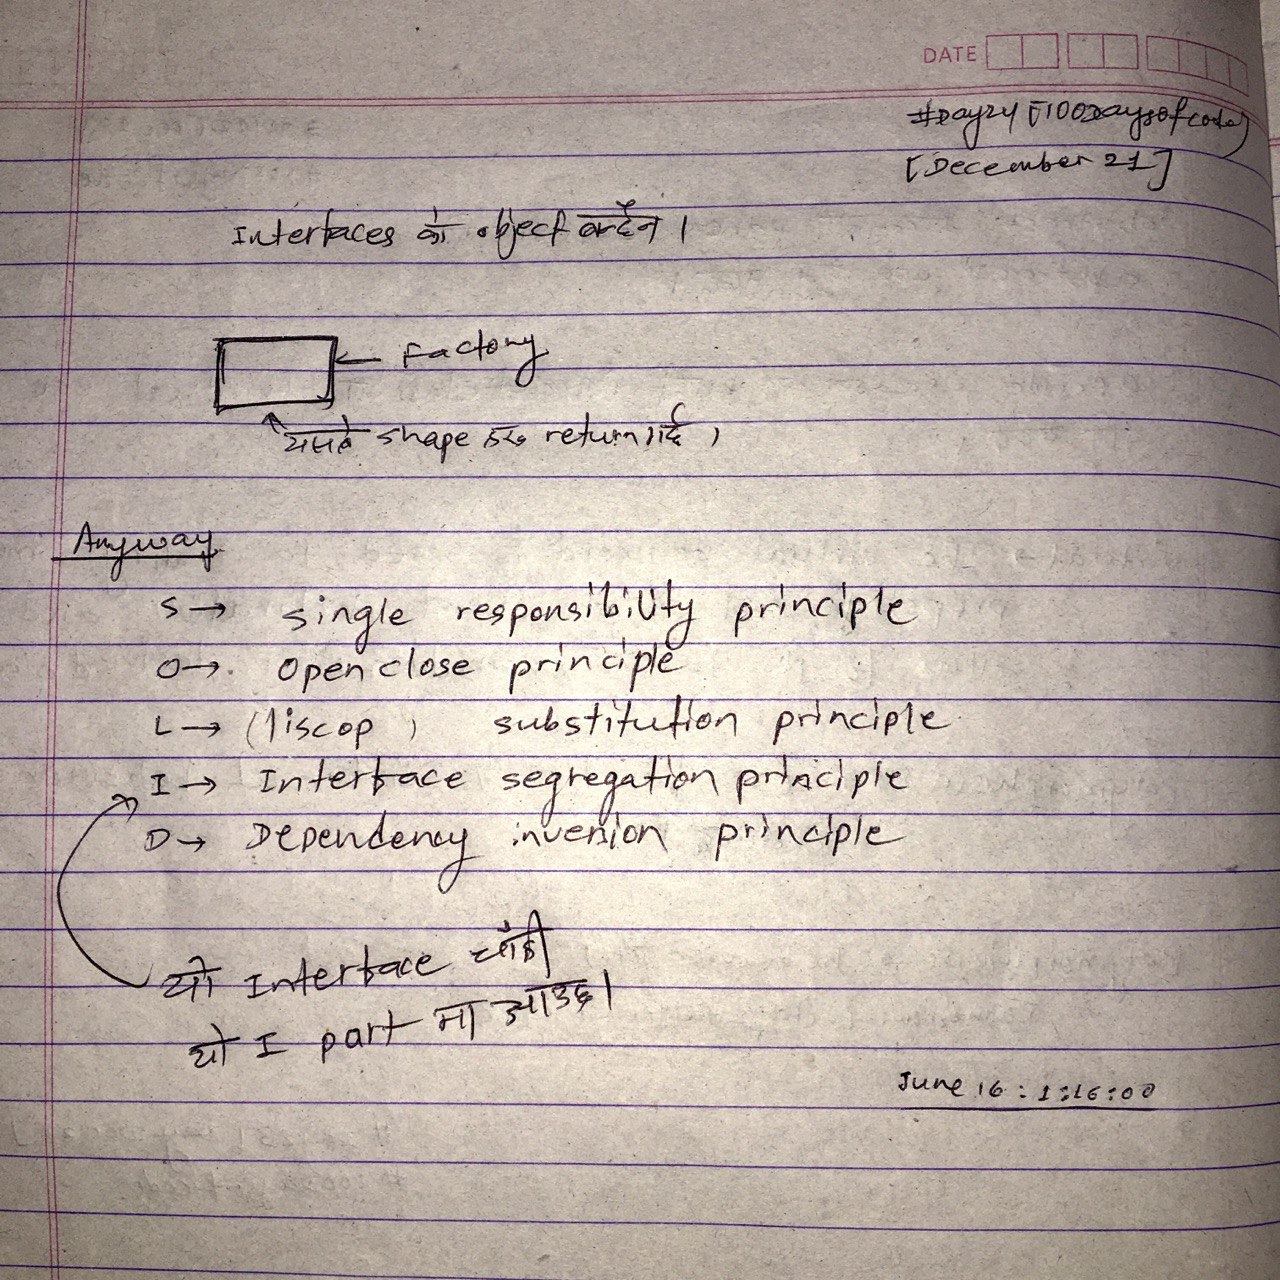 DATE
#Day24 [100DaysOfCode]
[December 21]
Interfaces को object बन्दैन ।
← Factory
यसले shape return
Anyway
S → single responsibility principle
O → Open close principle
L → (liscop ) substitution principle
I → Interface segregation principle
D → Dependency inversion principle
यो Interface चाँही
यो I part मा आउछ ।
June 16 : 1:16:00